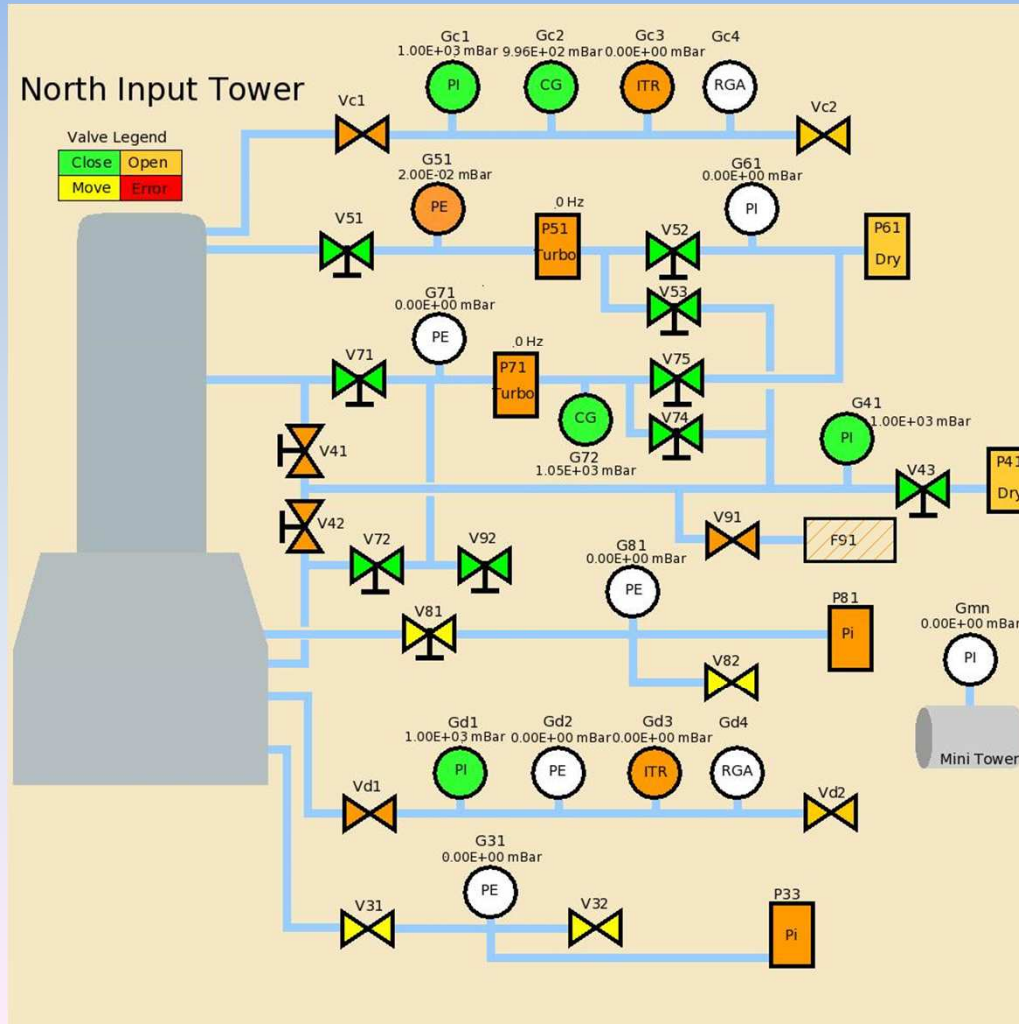 Gc1 Gc2 Gc3 Gc4
1.00E+03 mBar 9.96E+02 mBar 0.00E+00 mBar
North Input Tower
PI CG ITR RGA
Vc1 Vc2
Valve Legend
Close Open
Move Error
G51
2.00E-02 mBar
G61
0.00E+00 mBar
PE
PI
.0 Hz
V51
P51
Turbo
V52
P61
Dry
V53
G71
0.00E+00 mBar
PE
.0 Hz
V71
P71
Turbo
V75
G41
1.00E+03 mBar
CG
G72
1.05E+03 mBar
V74
PI
V41
V43
P41
Dry
V42
V91
F91
V72
V92
G81
0.00E+00 mBar
PE
V81
P81
Pi
V82
Gmn
0.00E+00 mBar
PI
Mini Tower
Gd1 Gd2 Gd3 Gd4
1.00E+03 mBar 0.00E+00 mBar 0.00E+00 mBar
PI PE ITR RGA
Vd1 Vd2
G31
0.00E+00 mBar
PE
V31
V32
P33
Pi